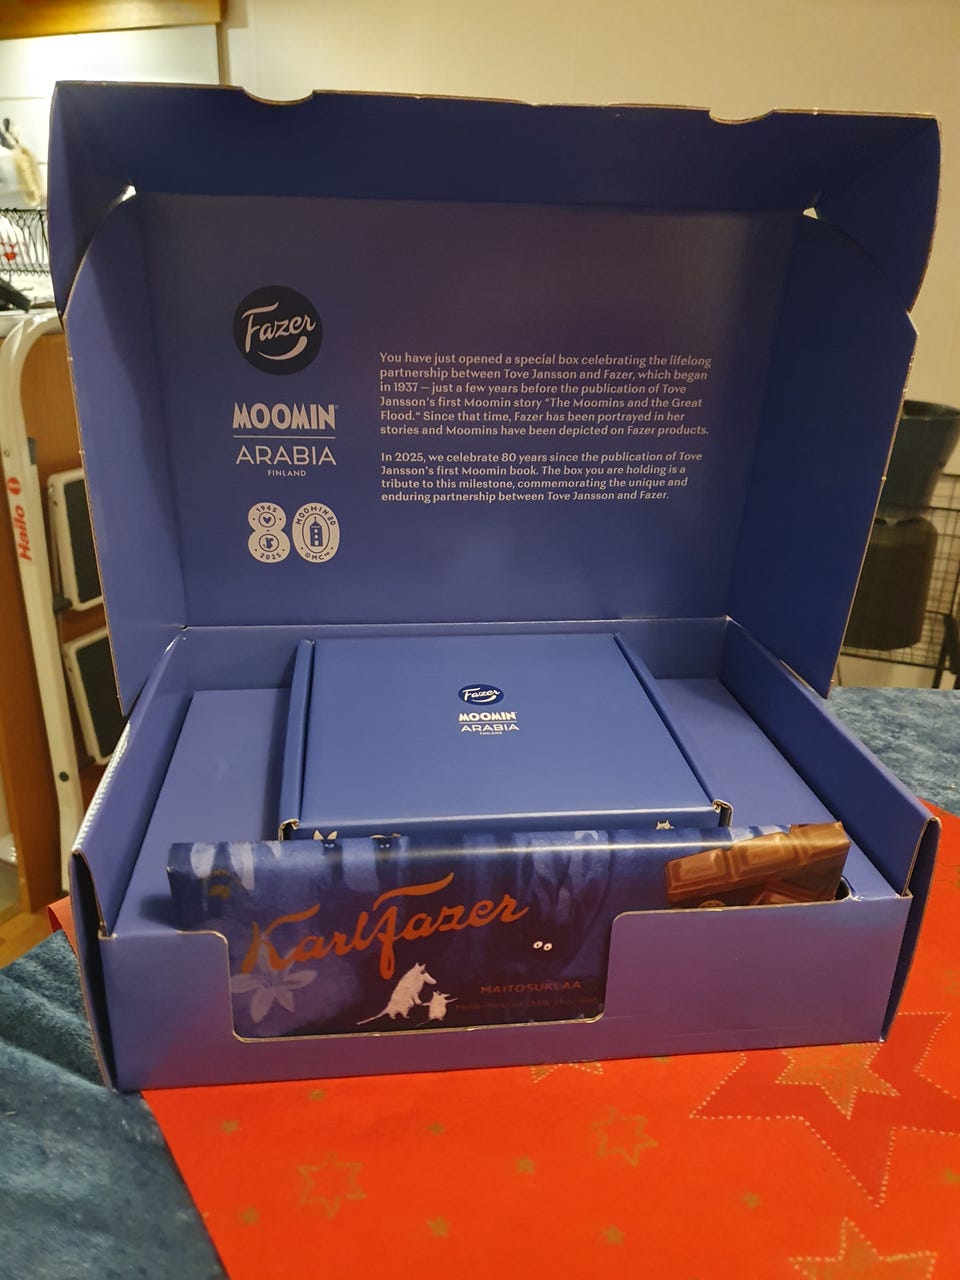 Fazer
MOOMIN
ARABIA
FINLAND
1945
2025
MOOMIN 80
©MC™
You have just opened a special box celebrating the lifelong
partnership between Tove Jansson and Fazer, which began
in 1937 – just a few years before the publication of Tove
Jansson's first Moomin story "The Moomins and the Great
Flood." Since that time, Fazer has been portrayed in her
stories and Moomins have been depicted on Fazer products.
In 2025, we celebrate 80 years since the publication of Tove
Jansson's first Moomin book. The box you are holding is a
tribute to this milestone, commemorating the unique and
enduring partnership between Tove Jansson and Fazer.
Hailo
Fazer
MOOMIN
ARABIA
FINLAND
Karl Fazer
MAITOSUKLAA